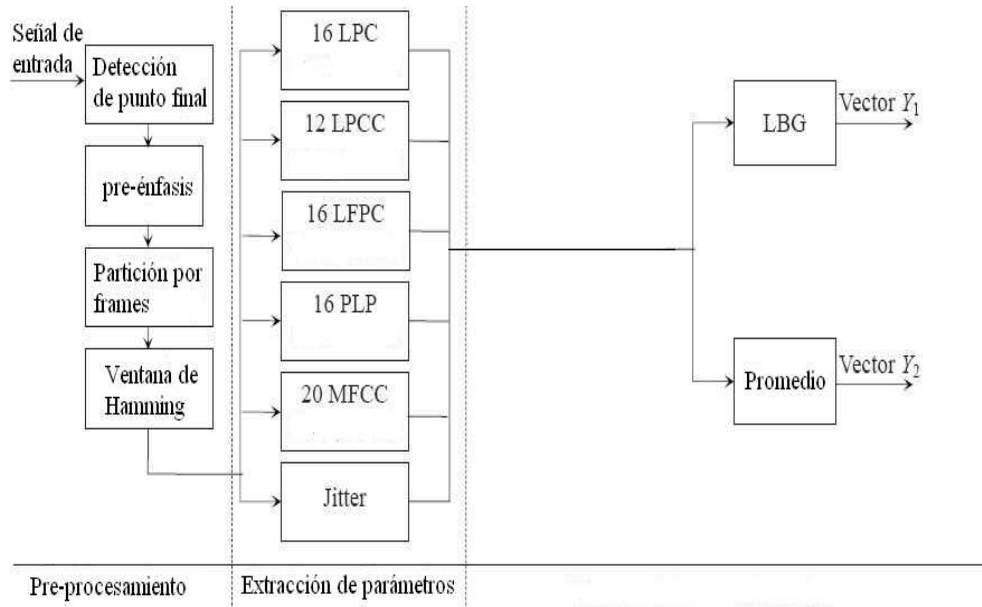 Señal de
entrada
Detección
de punto final
pre-énfasis
Partición por
frames
Ventana de
Hamming
16 LPC
12 LPCC
16 LFPC
16 PLP
20 MFCC
Jitter
LBG
Vector Y₁
Promedio
Vector Y₂
Pre-procesamiento
Extracción de parámetros